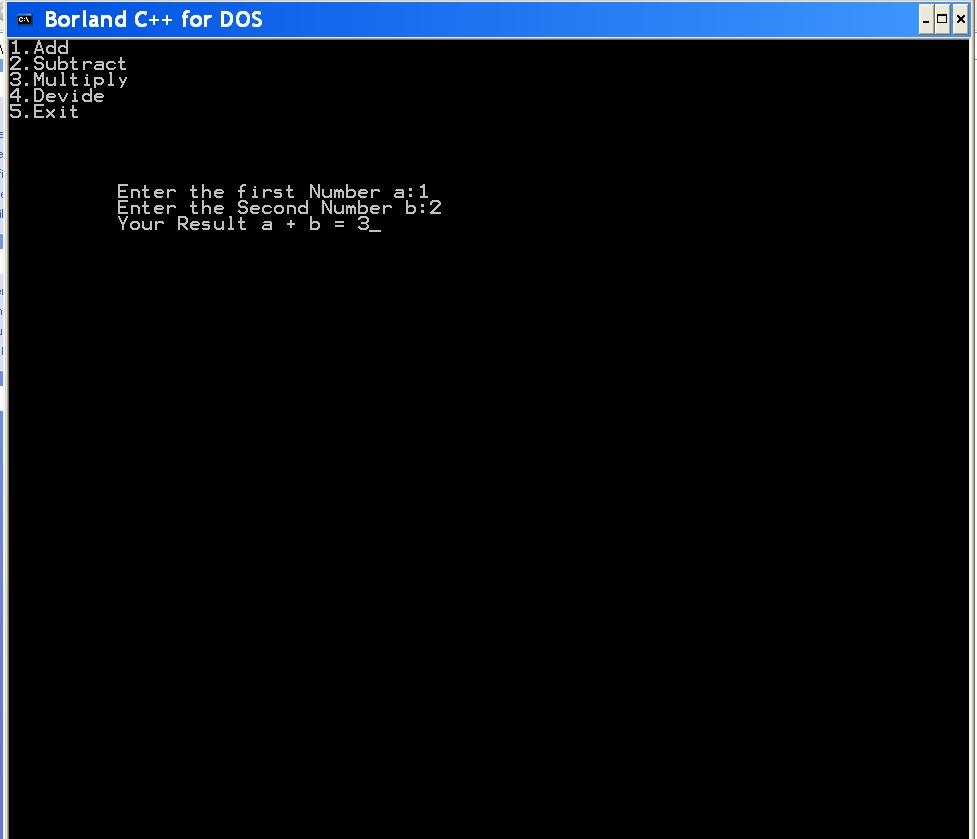 Borland C++ for DOS
1.Add
2.Subtract
3.Multiply
4.Devide
5.Exit
Enter the first Number a:1
Enter the Second Number b:2
Your Result a + b = 3_